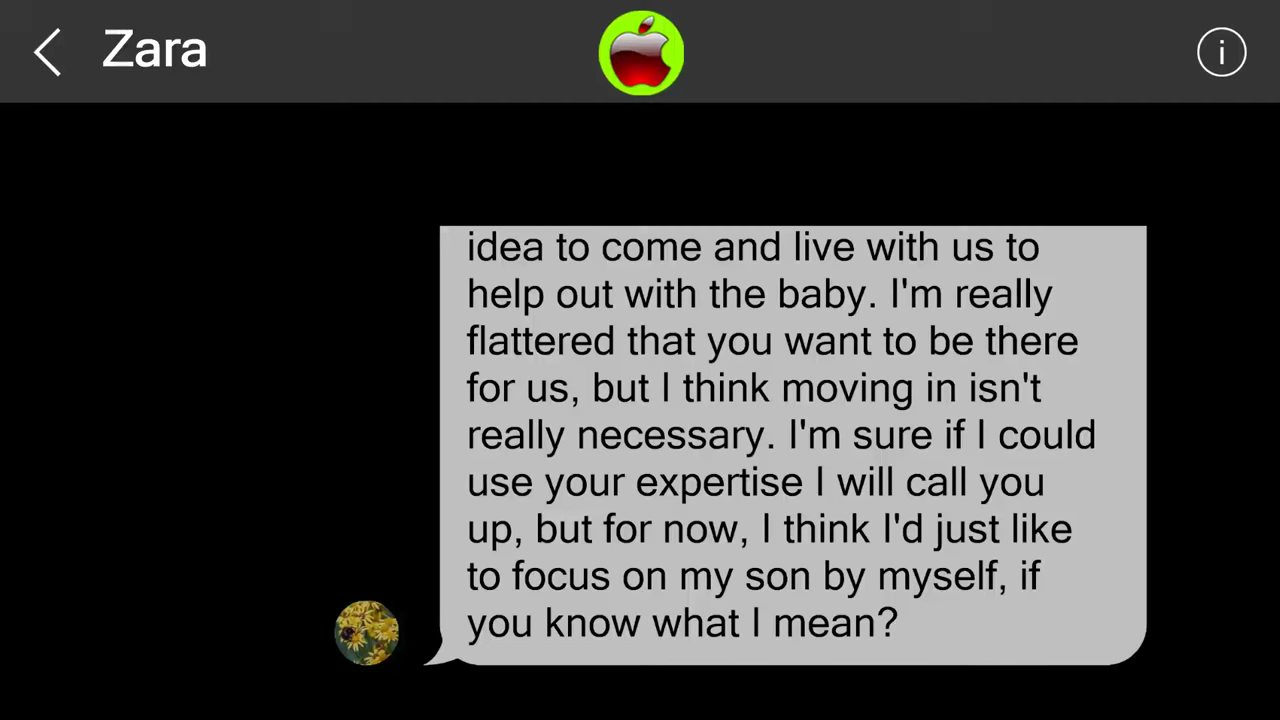 Zara
i
idea to come and live with us to
help out with the baby. I'm really
flattered that you want to be there
for us, but I think moving in isn't
really necessary. I'm sure if I could
use your expertise I will call you
up, but for now, I think I'd just like
to focus on my son by myself, if
you know what I mean?